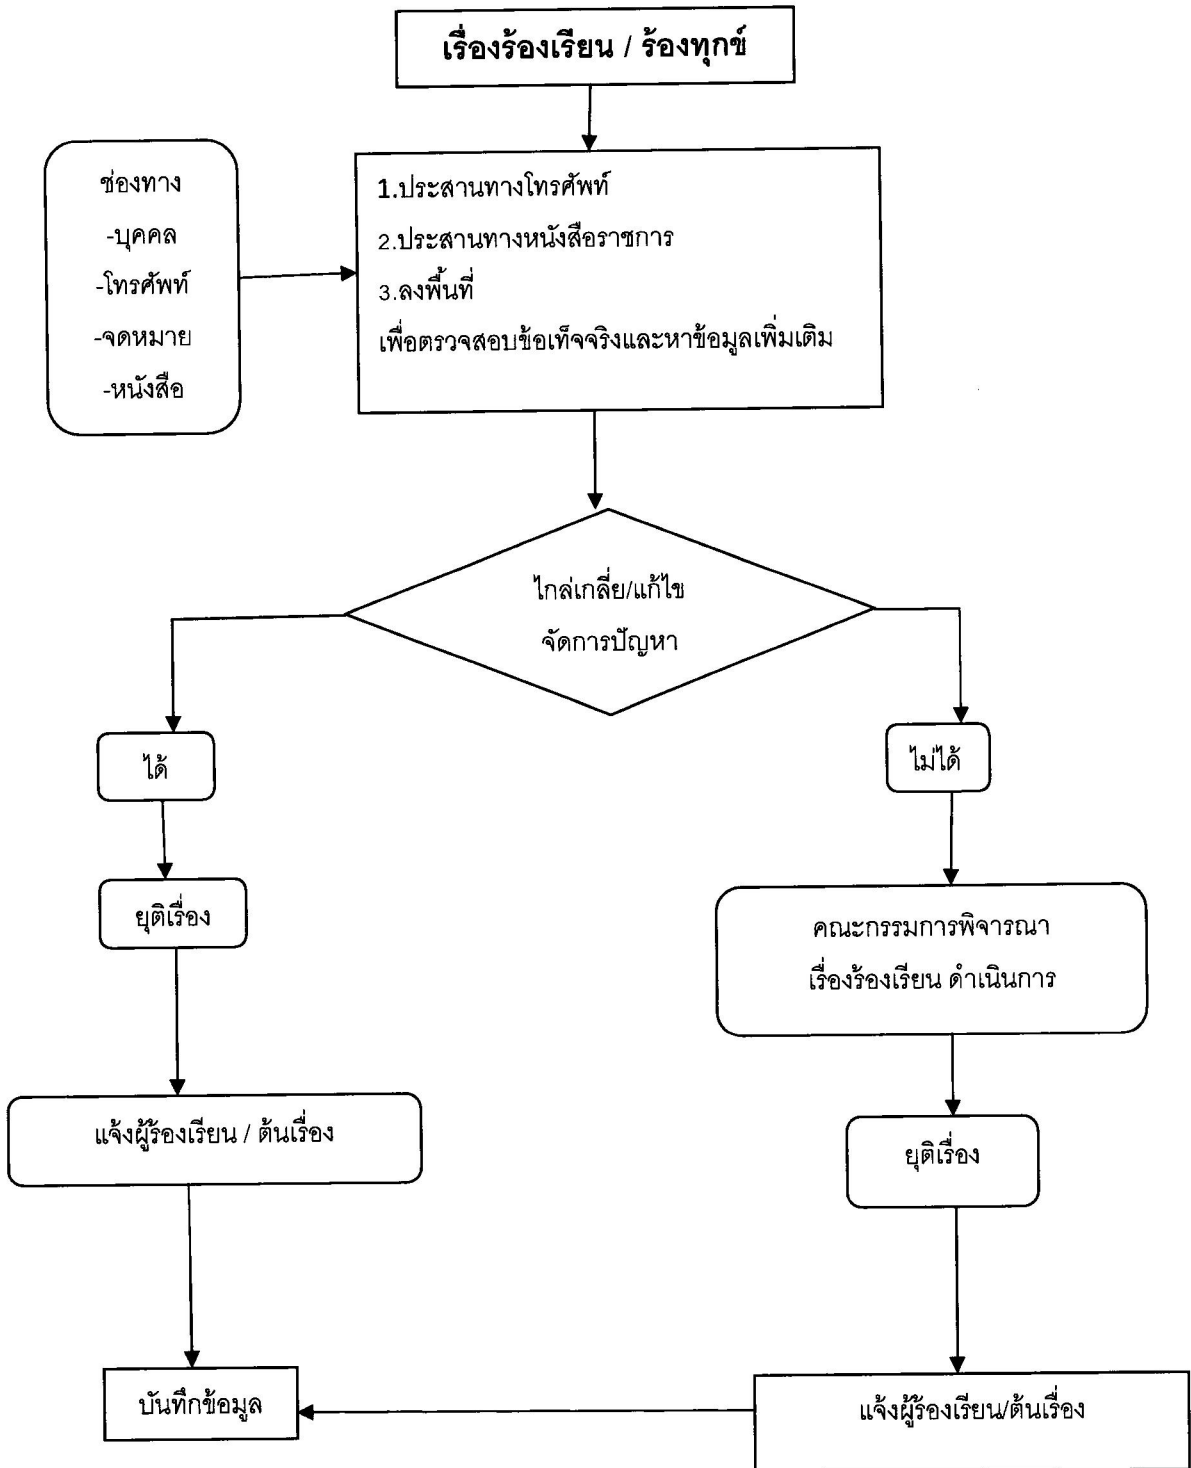 เรื่องร้องเรียน / ร้องทุกข์
ช่องทาง
-บุคคล
-โทรศัพท์
-จดหมาย
-หนังสือ
1.ประสานทางโทรศัพท์
2.ประสานทางหนังสือราชการ
3.ลงพื้นที่
เพื่อตรวจสอบข้อเท็จจริงและหาข้อมูลเพิ่มเติม
ไกล่เกลี่ย/แก้ไข
จัดการปัญหา
ได้
ไม่ได้
ยุติเรื่อง
คณะกรรมการพิจารณา
เรื่องร้องเรียน ดำเนินการ
แจ้งผู้ร้องเรียน / ต้นเรื่อง
ยุติเรื่อง
บันทึกข้อมูล
แจ้งผู้ร้องเรียน/ต้นเรื่อง